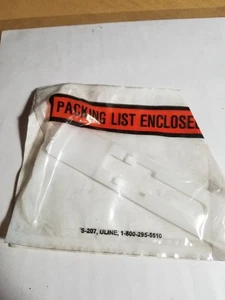 PACKING LIST ENCLOSE
S-207, ULINE, 1-800-295-5510